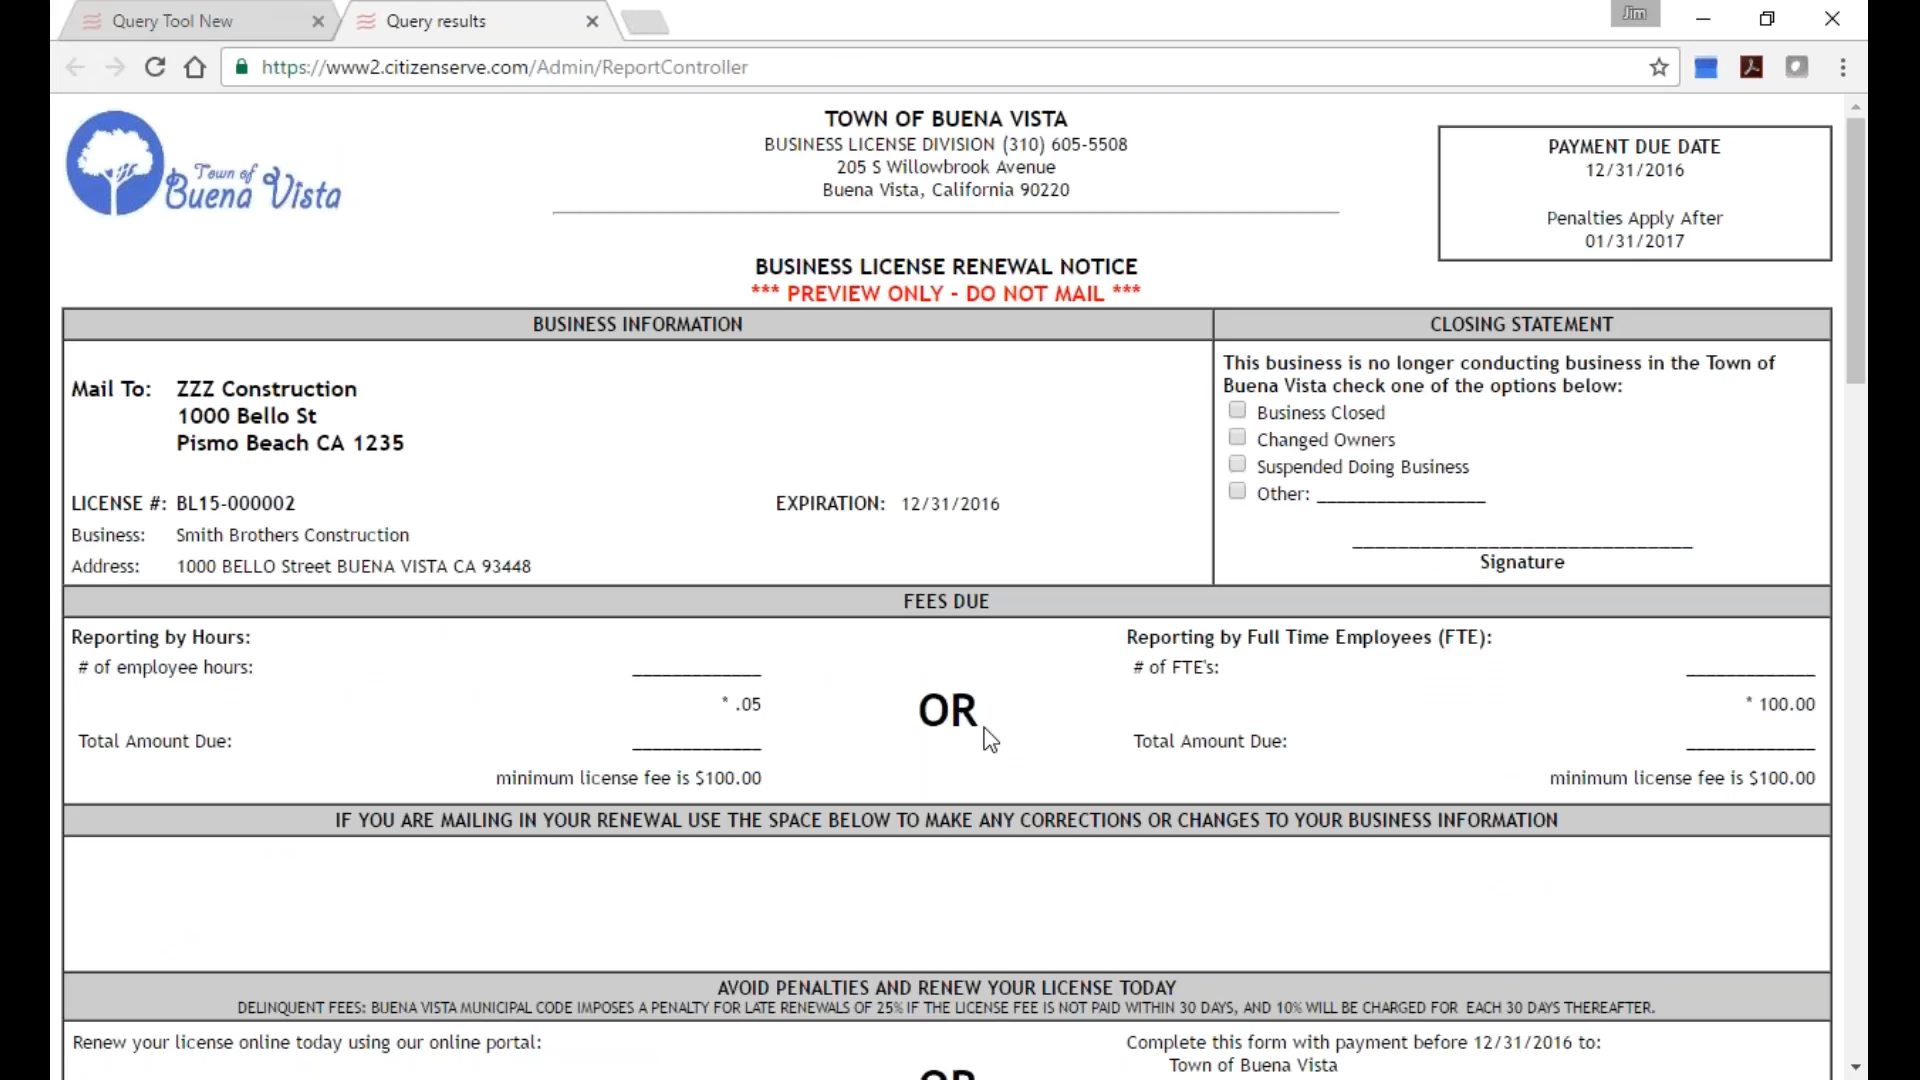 Query Tool New
Query results
Jim
https://www2.citizenserve.com/Admin/ReportController
Town of
Buena Vista
TOWN OF BUENA VISTA
BUSINESS LICENSE DIVISION (310) 605-5508
205 S Willowbrook Avenue
Buena Vista, California 90220
PAYMENT DUE DATE
12/31/2016
Penalties Apply After
01/31/2017
BUSINESS LICENSE RENEWAL NOTICE
*** PREVIEW ONLY - DO NOT MAIL ***
BUSINESS INFORMATION
Mail To: ZZZ Construction
1000 Bello St
Pismo Beach CA 1235
LICENSE #: BL15-000002 EXPIRATION: 12/31/2016
Business: Smith Brothers Construction
Address: 1000 BELLO Street BUENA VISTA CA 93448
CLOSING STATEMENT
This business is no longer conducting business in the Town of
Buena Vista check one of the options below:
Business Closed
Changed Owners
Suspended Doing Business
Other: _________________
Signature
FEES DUE
Reporting by Hours:
# of employee hours: _____________
* .05
Total Amount Due: _____________
minimum license fee is $100.00
OR
Reporting by Full Time Employees (FTE):
# of FTE's: _____________
* 100.00
Total Amount Due: _____________
minimum license fee is $100.00
IF YOU ARE MAILING IN YOUR RENEWAL USE THE SPACE BELOW TO MAKE ANY CORRECTIONS OR CHANGES TO YOUR BUSINESS INFORMATION
AVOID PENALTIES AND RENEW YOUR LICENSE TODAY
DELINQUENT FEES: BUENA VISTA MUNICIPAL CODE IMPOSES A PENALTY FOR LATE RENEWALS OF 25% IF THE LICENSE FEE IS NOT PAID WITHIN 30 DAYS, AND 10% WILL BE CHARGED FOR EACH 30 DAYS THEREAFTER.
Renew your license online today using our online portal:
OR
Complete this form with payment before 12/31/2016 to:
Town of Buena Vista